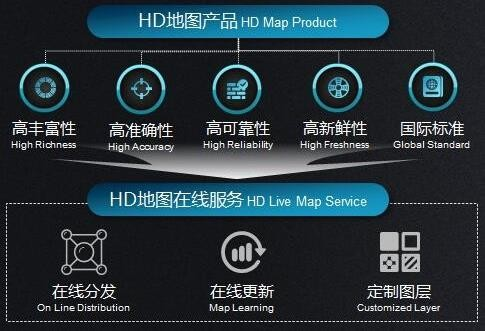 HD地图产品 HD Map Product
高丰富性 高准确性 高可靠性 高新鲜性 国际标准
High Richness High Accuracy High Reliability High Freshness Global Standard
HD地图在线服务 HD Live Map Service
在线分发 在线更新 定制图层
On Line Distribution Map Learning Customized Layer